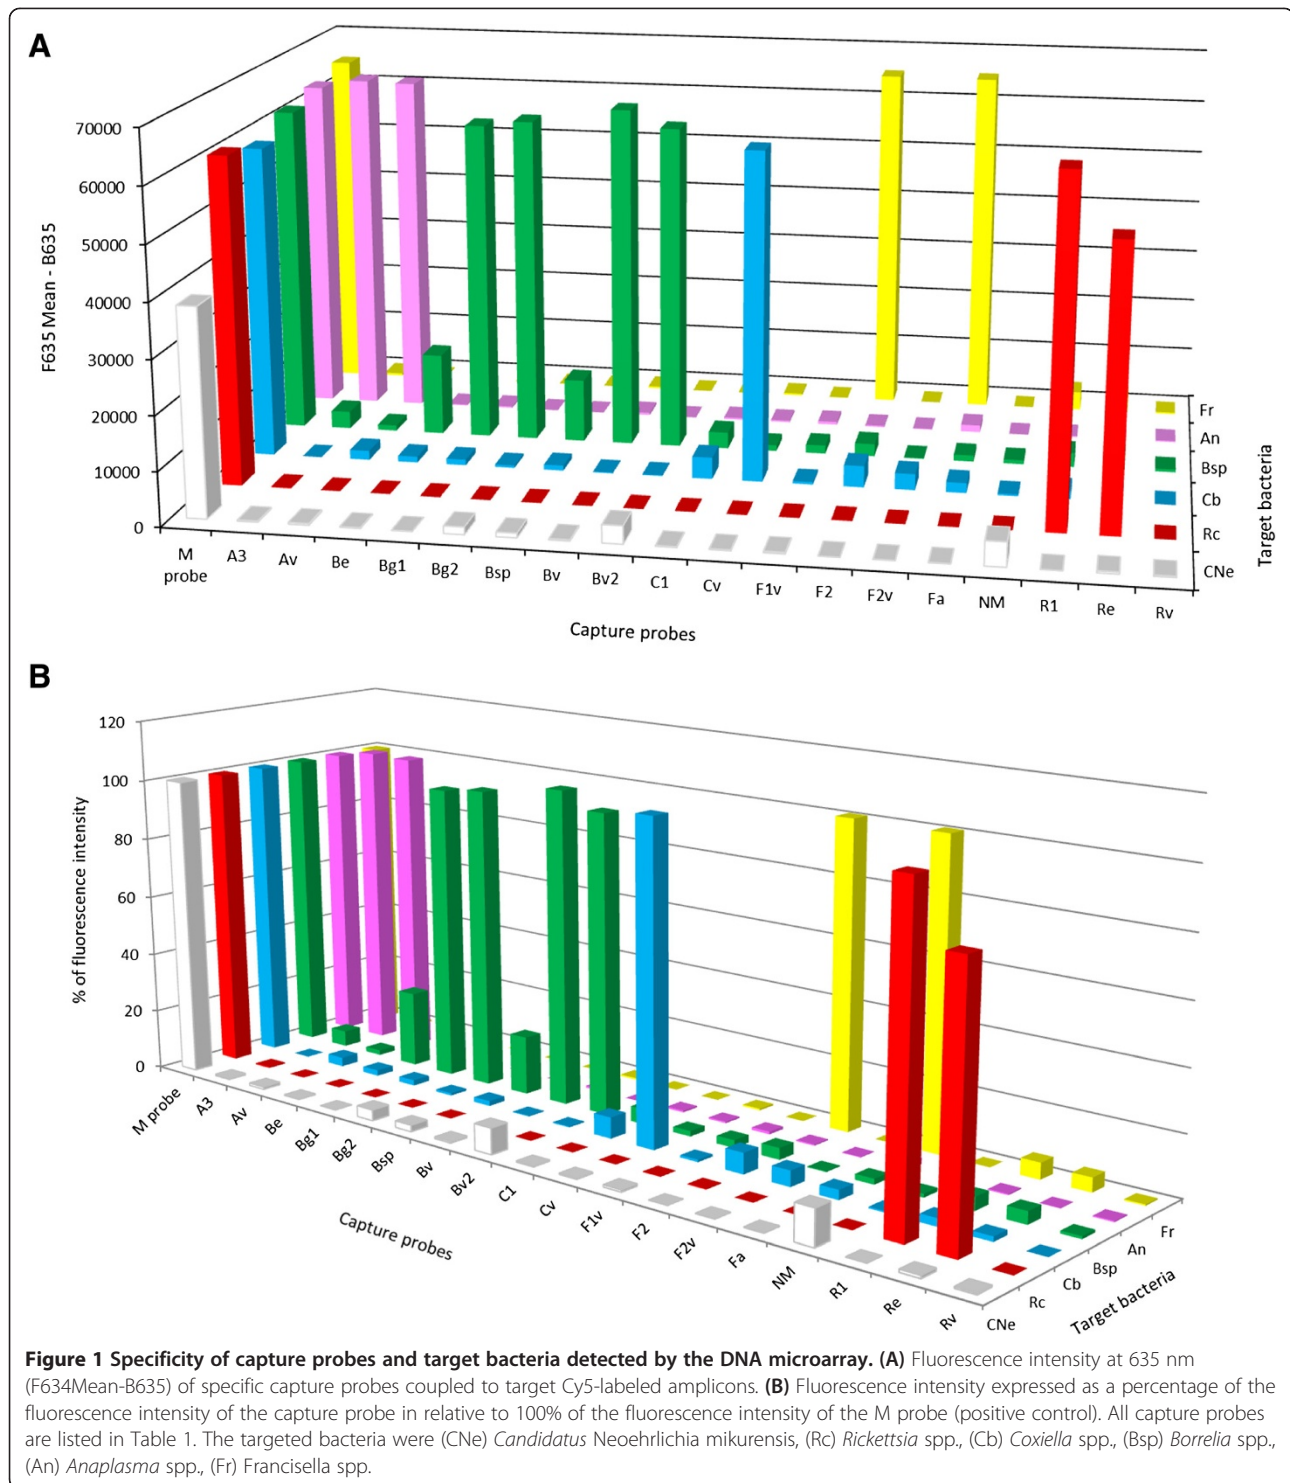 A
70000
60000
50000
40000
30000
20000
10000
0
F635 Mean - B635
M probe
A3
Av
Be
Bg1
Bg2
Bsp
Bv
Bv2
C1
Cv
F1v
F2
F2v
Fa
NM
R1
Re
Rv
Capture probes
Fr
An
Bsp
Cb
Rc
CNe
Target bacteria
B
120
100
80
60
40
20
0
% of fluorescence intensity
M probe
A3
Av
Be
Bg1
Bg2
Bsp
Bv
Bv2
C1
Cv
F1v
F2
F2v
Fa
NM
R1
Re
Rv
Capture probes
CNe
Rc
Cb
Bsp
An
Fr
Target bacteria
Figure 1 Specificity of capture probes and target bacteria detected by the DNA microarray. (A) Fluorescence intensity at 635 nm
(F634Mean-B635) of specific capture probes coupled to target Cy5-labeled amplicons. (B) Fluorescence intensity expressed as a percentage of the
fluorescence intensity of the capture probe in relative to 100% of the fluorescence intensity of the M probe (positive control). All capture probes
are listed in Table 1. The targeted bacteria were (CNe) Candidatus Neoehrlichia mikurensis, (Rc) Rickettsia spp., (Cb) Coxiella spp., (Bsp) Borrelia spp.,
(An) Anaplasma spp., (Fr) Francisella spp.